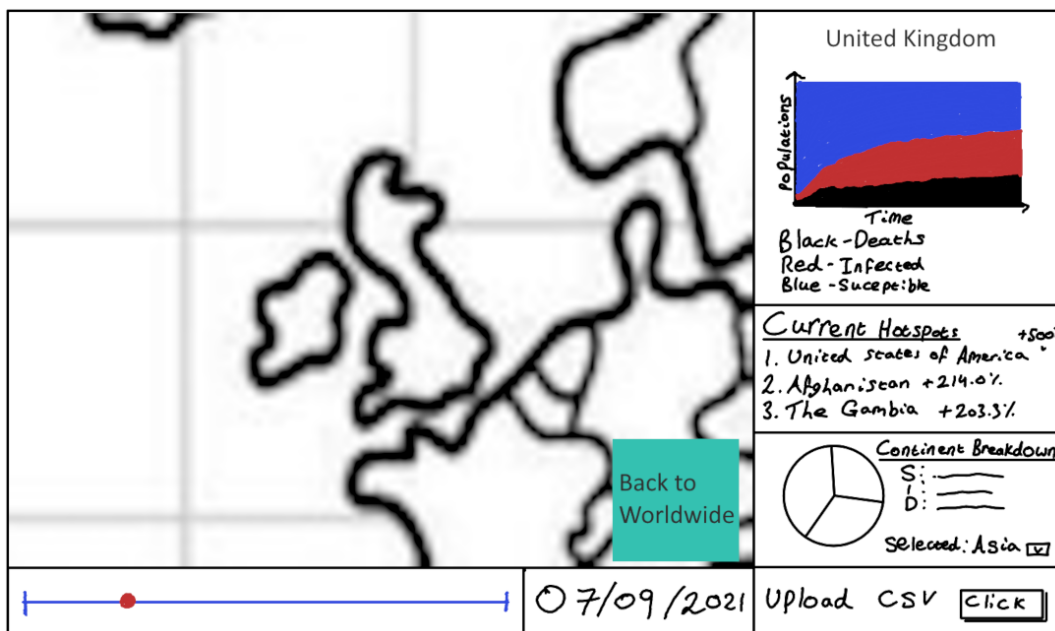 United Kingdom
Populations
Time
Black - Deaths
Red - Infected
Blue - Suceptible
Current Hotspots
+500%
1. United states of America
2. Afghanistan +214.0%
3. The Gambia +203.3%
Continent Breakdown
S:
I:
D:
Selected: Asia
v
Back to
Worldwide
07/09/2021
Upload CSV
Click